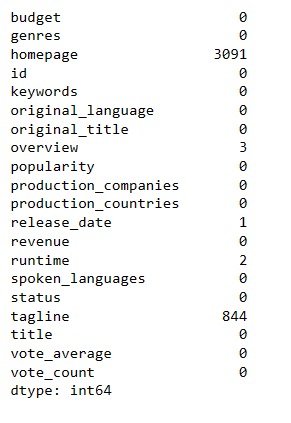 budget 0
genres 0
homepage 3091
id 0
keywords 0
original_language 0
original_title 0
overview 3
popularity 0
production_companies 0
production_countries 0
release_date 1
revenue 0
runtime 2
spoken_languages 0
status 0
tagline 844
title 0
vote_average 0
vote_count 0
dtype: int64